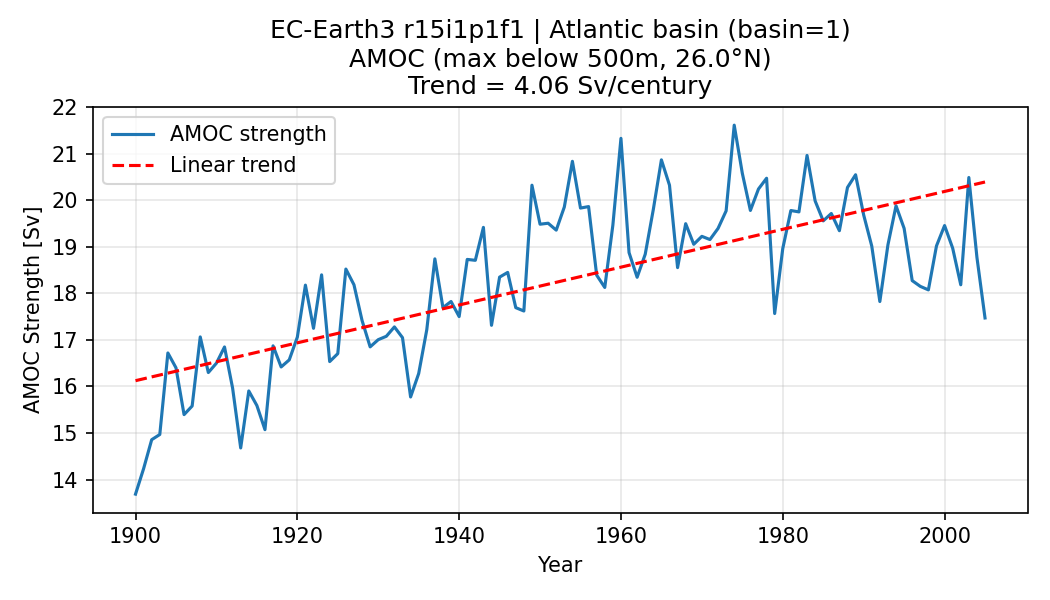 EC-Earth3 r15i1p1f1 | Atlantic basin (basin=1)
AMOC (max below 500m, 26.0°N)
Trend = 4.06 Sv/century
AMOC strength
Linear trend
AMOC Strength [Sv]
22
21
20
19
18
17
16
15
14
1900
1920
1940
1960
1980
2000
Year